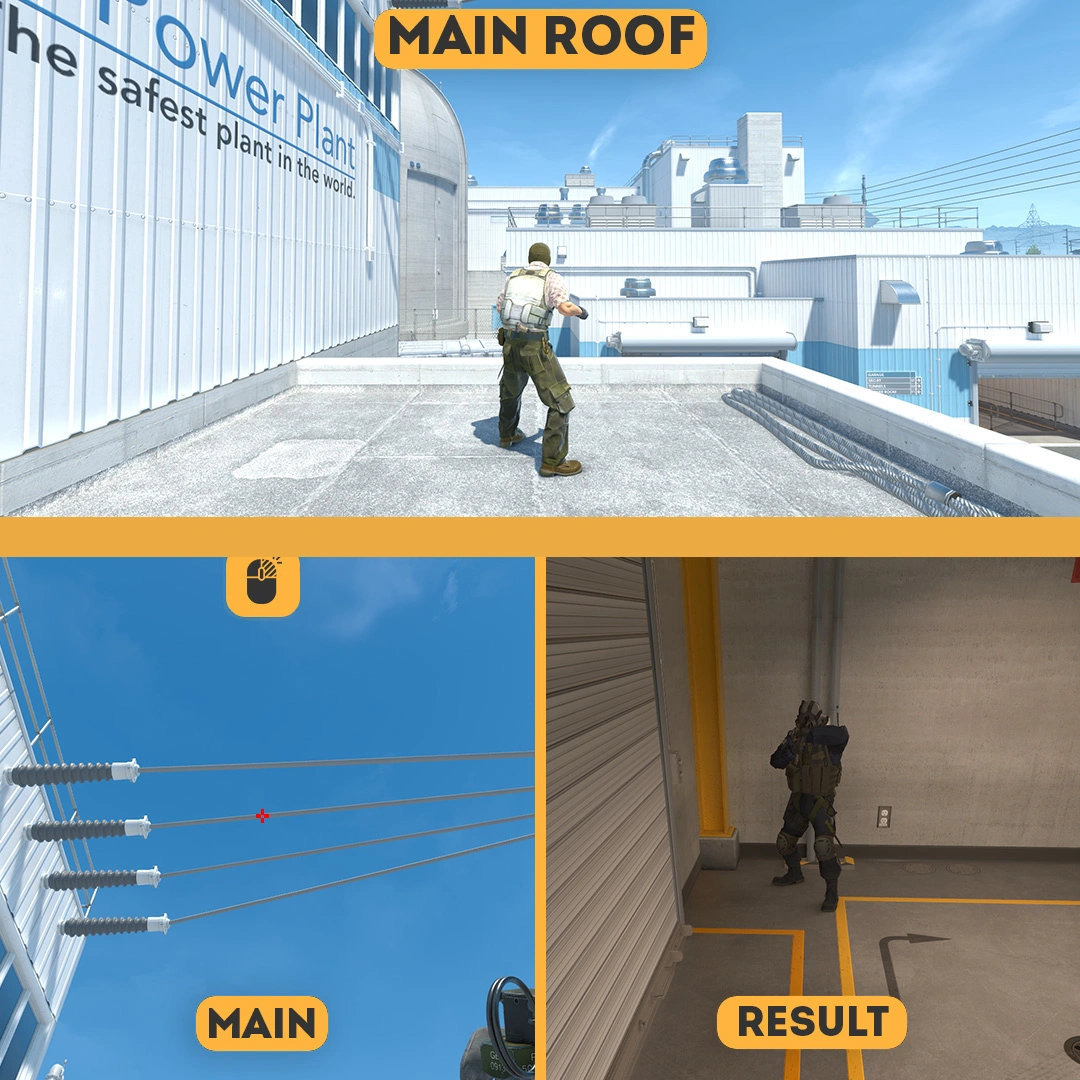 MAIN ROOF
Power Plant
The safest plant in the world.
MAIN
RESULT